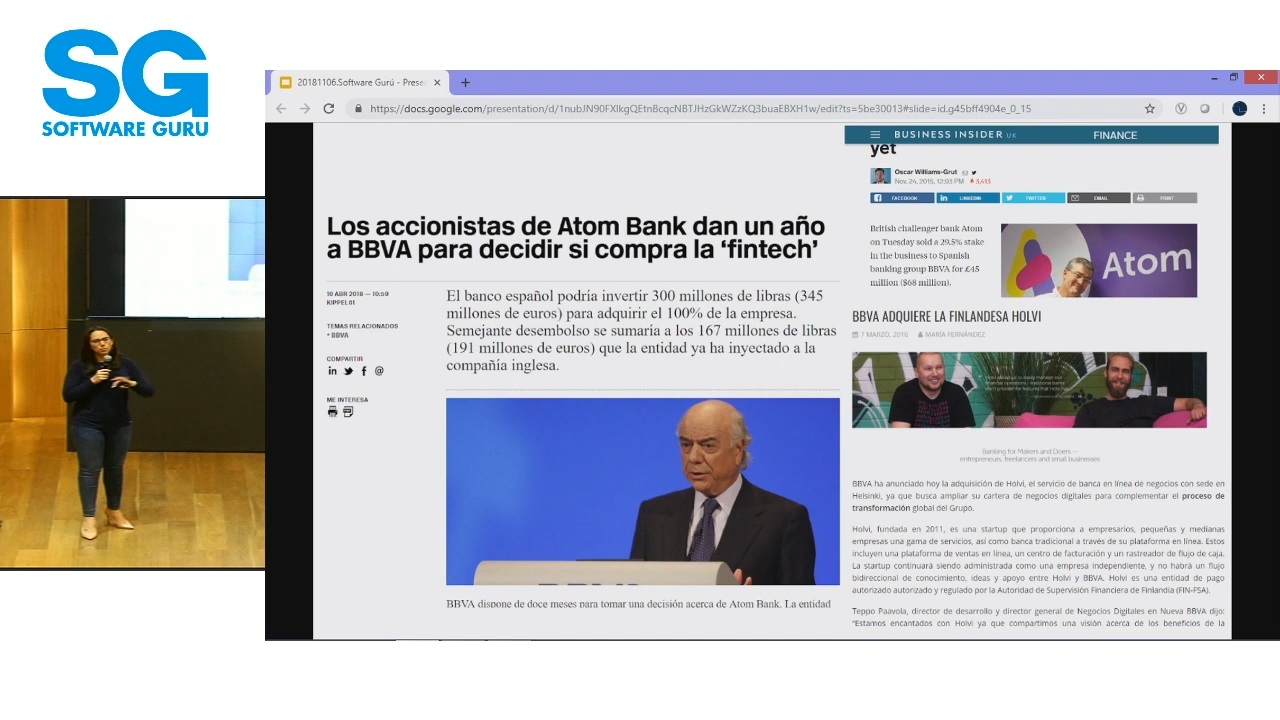 SG
SOFTWARE GURU
20181106.Software Gurú - Prese
https://docs.google.com/presentation/d/1nubJN90FXIkgQEtnBcqcNBTJHzGkWZzKQ3buaEBXH1w/edit?ts=5be30013#slide=id.g45bff4904e_0_15
Los accionistas de Atom Bank dan un año
a BBVA para decidir si compra la ‘fintech’
10 ABR 2018 — 10:59
KIPPEL01
TEMAS RELACIONADOS
• BBVA
COMPARTIR
ME INTERESA
El banco español podría invertir 300 millones de libras (345
millones de euros) para adquirir el 100% de la empresa.
Semejante desembolso se sumaría a los 167 millones de libras
(191 millones de euros) que la entidad ya ha inyectado a la
compañía inglesa.
BBVA dispone de doce meses para tomar una decisión acerca de Atom Bank. La entidad
BUSINESS INSIDER UK
FINANCE
yet
Oscar Williams-Grut
Nov. 24, 2015, 12:03 PM 3,413
FACEBOOK
LINKEDIN
TWITTER
EMAIL
PRINT
British challenger bank Atom
on Tuesday sold a 29.5% stake
in the business to Spanish
banking group BBVA for £45
million ($68 million).
Atom
BBVA ADQUIERE LA FINLANDESA HOLVI
7 MARZO, 2016 MARÍA FERNÁNDEZ
Banking for Makers and Doers —
entrepreneurs, freelancers and small businesses
BBVA ha anunciado hoy la adquisición de Holvi, el servicio de banca en línea de negocios con sede en
Helsinki, ya que busca ampliar su cartera de negocios digitales para complementar el proceso de
transformación global del Grupo.
Holvi, fundada en 2011, es una startup que proporciona a empresarios, pequeñas y medianas
empresas una gama de servicios, así como banca tradicional a través de su plataforma en línea. Estos
incluyen una plataforma de ventas en línea, un centro de facturación y un rastreador de flujo de caja.
La startup continuará siendo administrada como una empresa independiente, y no habrá un flujo
bidireccional de conocimiento, ideas y apoyo entre Holvi y BBVA. Holvi es una entidad de pago
autorizado autorizado y regulado por la Autoridad de Supervisión Financiera de Finlandia (FIN-FSA).
Teppo Paavola, director de desarrollo y director general de Negocios Digitales en Nueva BBVA dijo:
"Estamos encantados con Holvi ya que compartimos una visión acerca de los beneficios de la